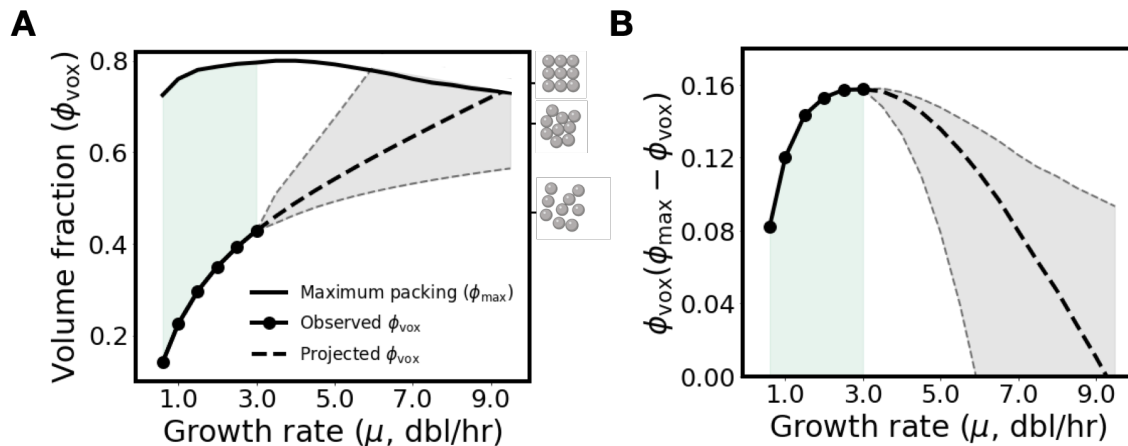 A
Volume fraction (ϕvox)
0.8
0.6
0.4
0.2
Maximum packing (ϕmax)
Observed ϕvox
Projected ϕvox
1.0 3.0 5.0 7.0 9.0
Growth rate (μ, dbl/hr)
B
ϕvox(ϕmax − ϕvox)
0.16
0.12
0.08
0.04
0.00
1.0 3.0 5.0 7.0 9.0
Growth rate (μ, dbl/hr)